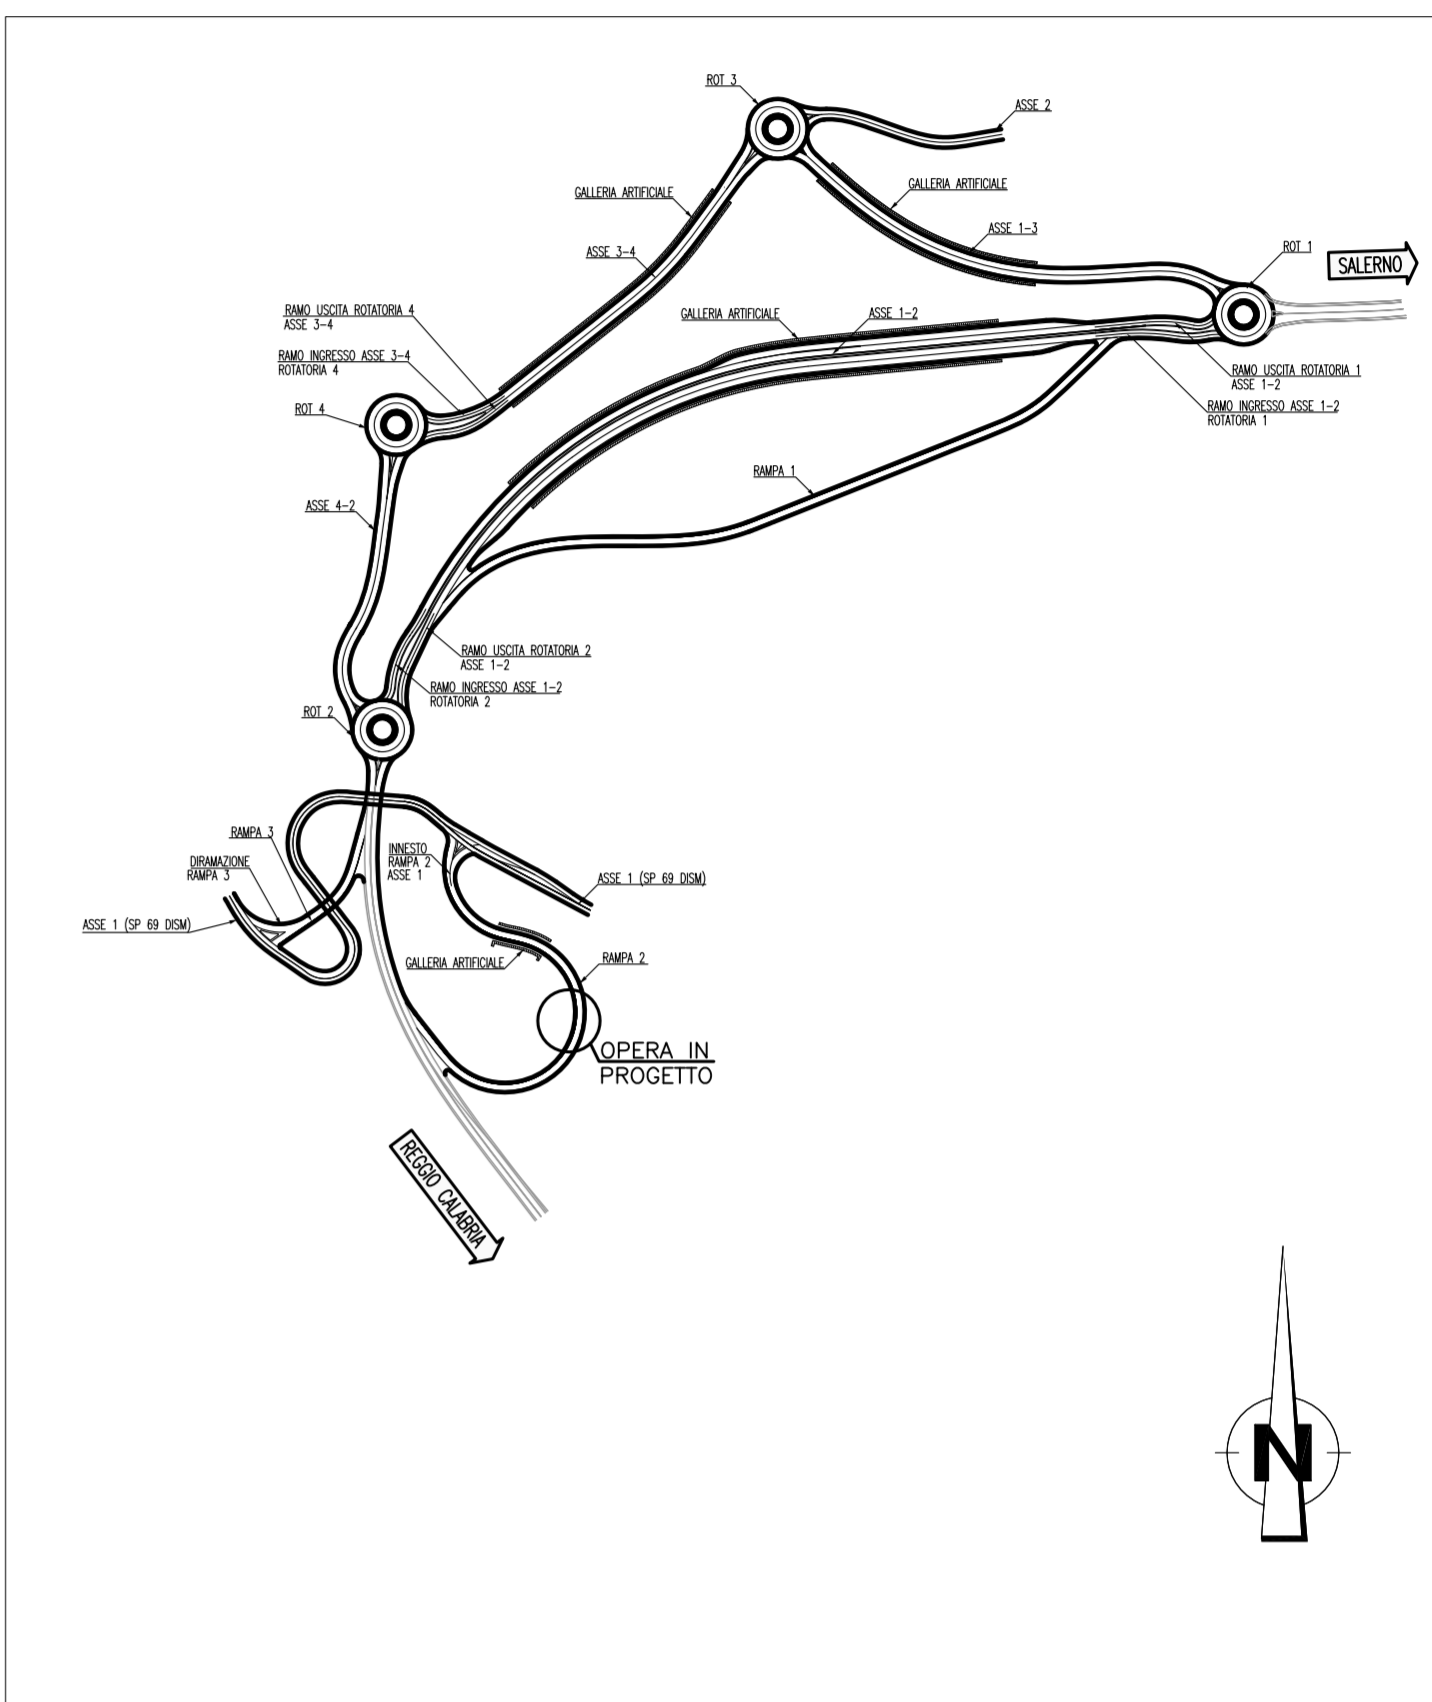 ROT 3
ASSE 2
GALLERIA ARTIFICIALE
GALLERIA ARTIFICIALE
ASSE 1-3
ASSE 3-4
ROT 1
SALERNO
RAMO USCITA ROTATORIA 4
ASSE 3-4
GALLERIA ARTIFICIALE
ASSE 1-2
RAMO INGRESSO ASSE 3-4
ROTATORIA 4
RAMO USCITA ROTATORIA 1
ASSE 1-2
ROT 4
RAMO INGRESSO ASSE 1-2
ROTATORIA 1
RAMPA 1
ASSE 4-2
RAMO USCITA ROTATORIA 2
ASSE 1-2
RAMO INGRESSO ASSE 1-2
ROTATORIA 2
ROT 2
RAMPA 3
INNESTO
RAMPA 2
ASSE 1
DIRAMAZIONE
RAMPA 3
ASSE 1 (SP 69 DISM)
ASSE 1 (SP 69 DISM)
GALLERIA ARTIFICIALE
RAMPA 2
OPERA IN
PROGETTO
REGGIO CALABRIA
N